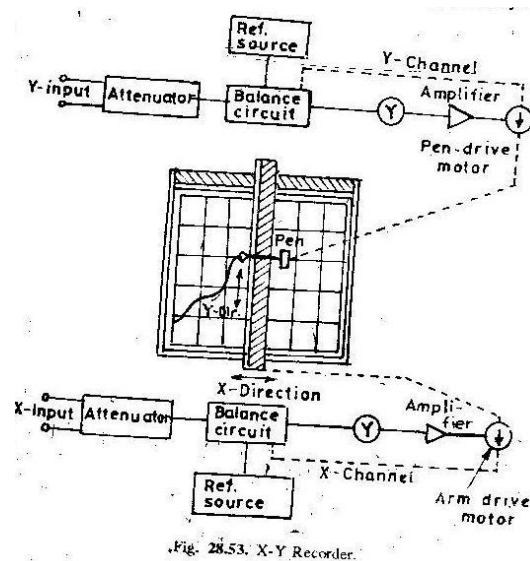 Ref.
source
Y-Channel
Y-input
Attenuator
Balance
circuit
Y
Amplifier
Pen-drive
motor
Pen
Y-Dir.
X-Direction
X-Input
Attenuator
Balance
circuit
Y
Ampli-
fier
X-Channel
Ref.
source
Arm drive
motor
Fig. 28.53. X-Y Recorder.